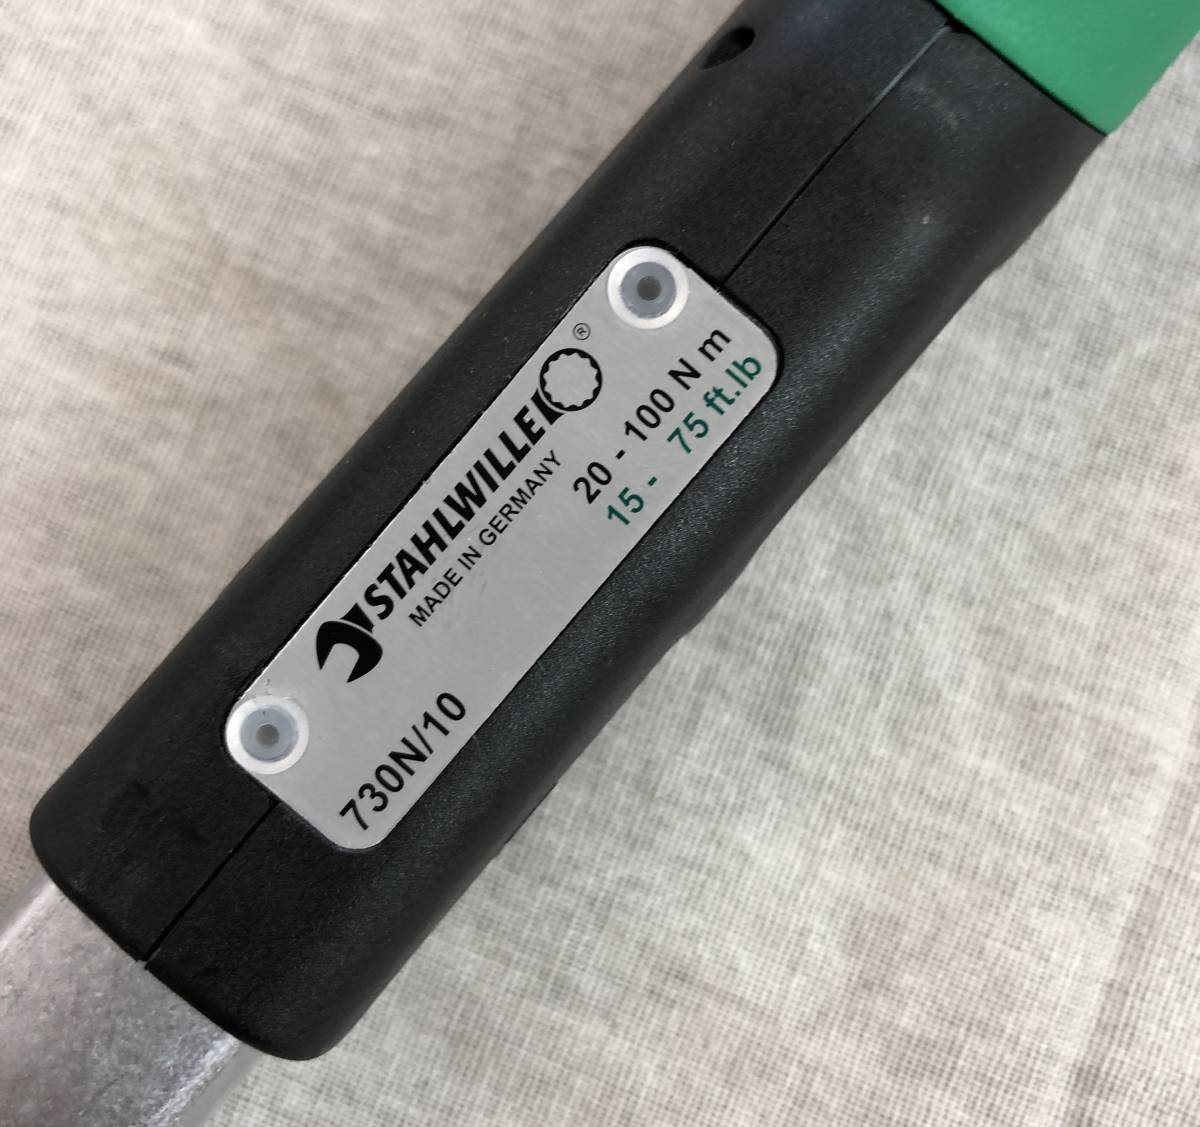 STAHLWILLE ®
MADE IN GERMANY
20 - 100 N m
15 - 75 ft.lb
730N/10